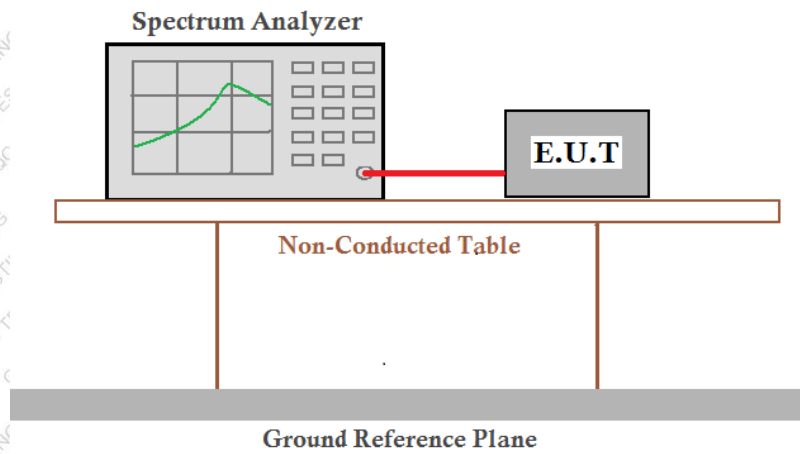 Spectrum Analyzer
E.U.T
Non-Conducted Table
Ground Reference Plane